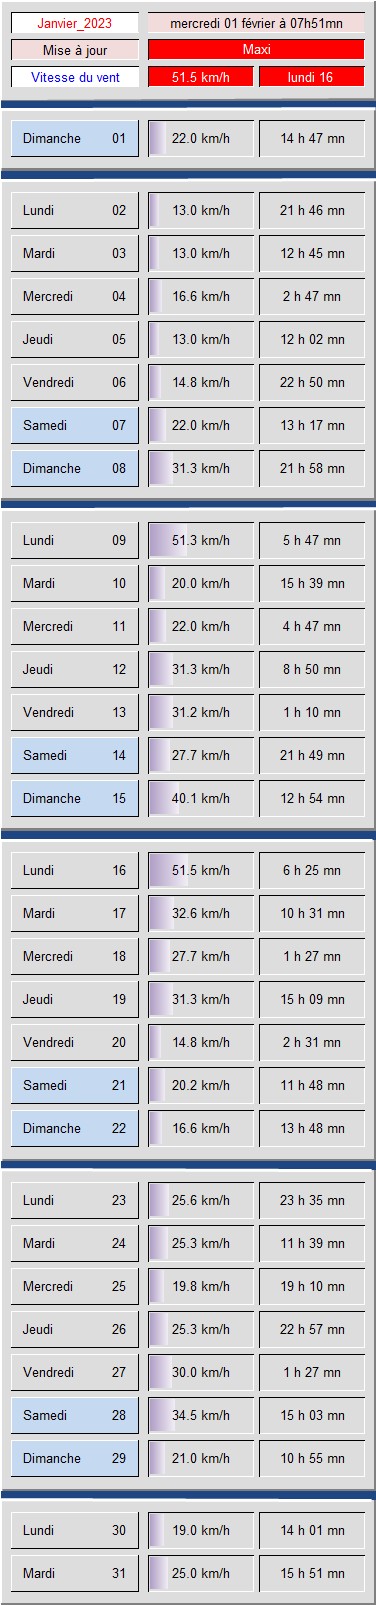 Janvier_2023 mercredi 01 février à 07h51mn
Mise à jour Maxi
Vitesse du vent 51.5 km/h lundi 16
Dimanche 01 22.0 km/h 14 h 47 mn
Lundi 02 13.0 km/h 21 h 46 mn
Mardi 03 13.0 km/h 12 h 45 mn
Mercredi 04 16.6 km/h 2 h 47 mn
Jeudi 05 13.0 km/h 12 h 02 mn
Vendredi 06 14.8 km/h 22 h 50 mn
Samedi 07 22.0 km/h 13 h 17 mn
Dimanche 08 31.3 km/h 21 h 58 mn
Lundi 09 51.3 km/h 5 h 47 mn
Mardi 10 20.0 km/h 15 h 39 mn
Mercredi 11 22.0 km/h 4 h 47 mn
Jeudi 12 31.3 km/h 8 h 50 mn
Vendredi 13 31.2 km/h 1 h 10 mn
Samedi 14 27.7 km/h 21 h 49 mn
Dimanche 15 40.1 km/h 12 h 54 mn
Lundi 16 51.5 km/h 6 h 25 mn
Mardi 17 32.6 km/h 10 h 31 mn
Mercredi 18 27.7 km/h 1 h 27 mn
Jeudi 19 31.3 km/h 15 h 09 mn
Vendredi 20 14.8 km/h 2 h 31 mn
Samedi 21 20.2 km/h 11 h 48 mn
Dimanche 22 16.6 km/h 13 h 48 mn
Lundi 23 25.6 km/h 23 h 35 mn
Mardi 24 25.3 km/h 11 h 39 mn
Mercredi 25 19.8 km/h 19 h 10 mn
Jeudi 26 25.3 km/h 22 h 57 mn
Vendredi 27 30.0 km/h 1 h 27 mn
Samedi 28 34.5 km/h 15 h 03 mn
Dimanche 29 21.0 km/h 10 h 55 mn
Lundi 30 19.0 km/h 14 h 01 mn
Mardi 31 25.0 km/h 15 h 51 mn